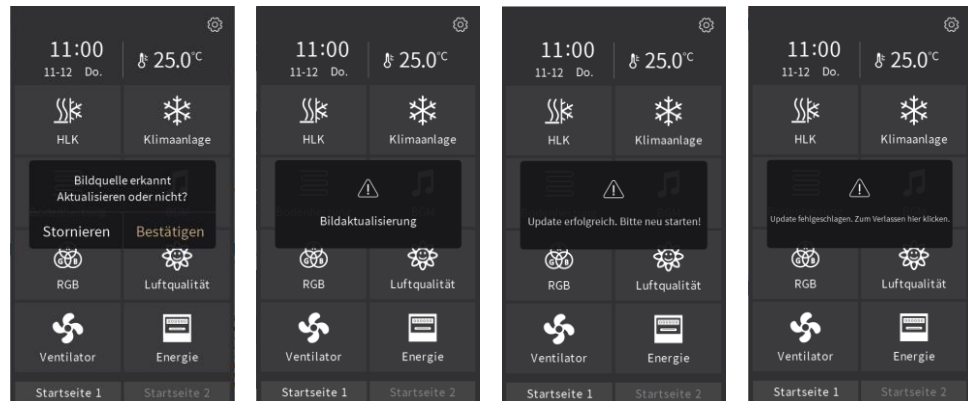 11:00
11-12 Do.
25.0°C
HLK
Klimaanlage
Bildquelle erkannt
Aktualisieren oder nicht?
Stornieren
Bestätigen
RGB
Luftqualität
Ventilator
Energie
Startseite 1
Startseite 2
11:00
11-12 Do.
25.0°C
HLK
Klimaanlage
Bildaktualisierung
RGB
Luftqualität
Ventilator
Energie
Startseite 1
Startseite 2
11:00
11-12 Do.
25.0°C
HLK
Klimaanlage
Update erfolgreich. Bitte neu starten!
RGB
Luftqualität
Ventilator
Energie
Startseite 1
Startseite 2
11:00
11-12 Do.
25.0°C
HLK
Klimaanlage
Update fehlgeschlagen. Zum Verlassen hier klicken.
RGB
Luftqualität
Ventilator
Energie
Startseite 1
Startseite 2